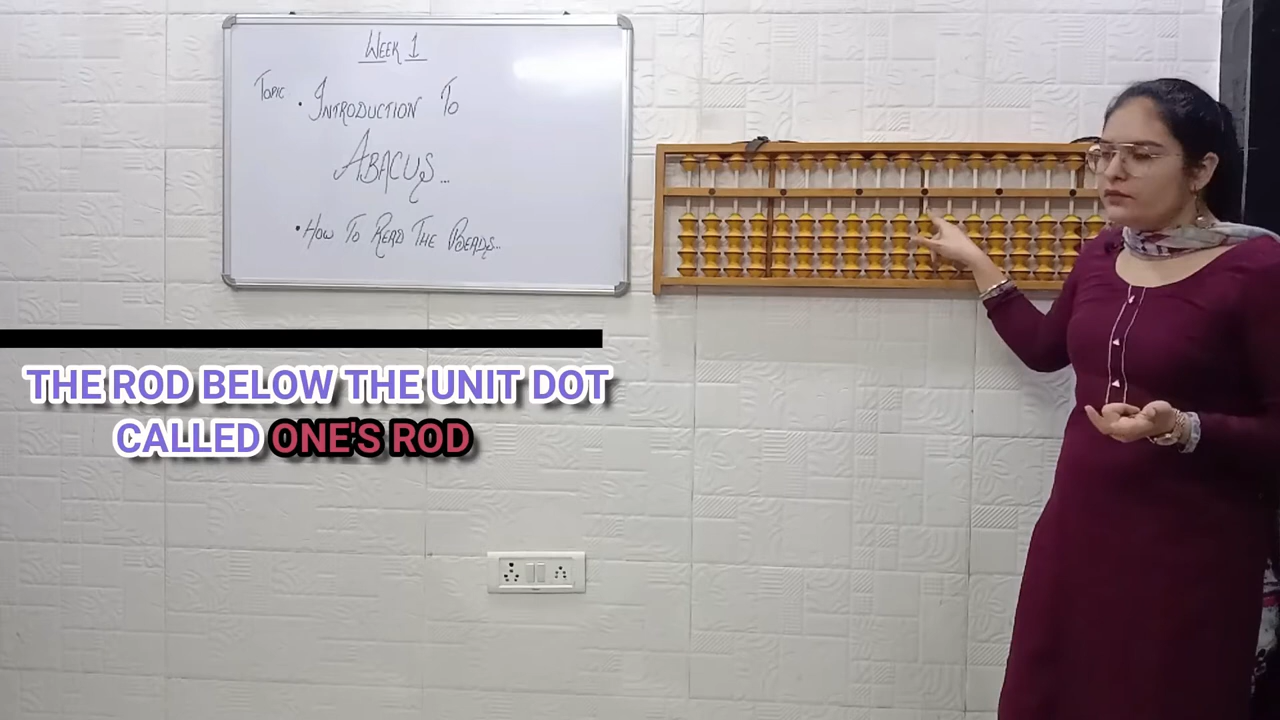 WEEK 1
TOPIC • INTRODUCTION TO
ABACUS...
• HOW TO READ THE BEADS...
THE ROD BELOW THE UNIT DOT
CALLED ONE'S ROD